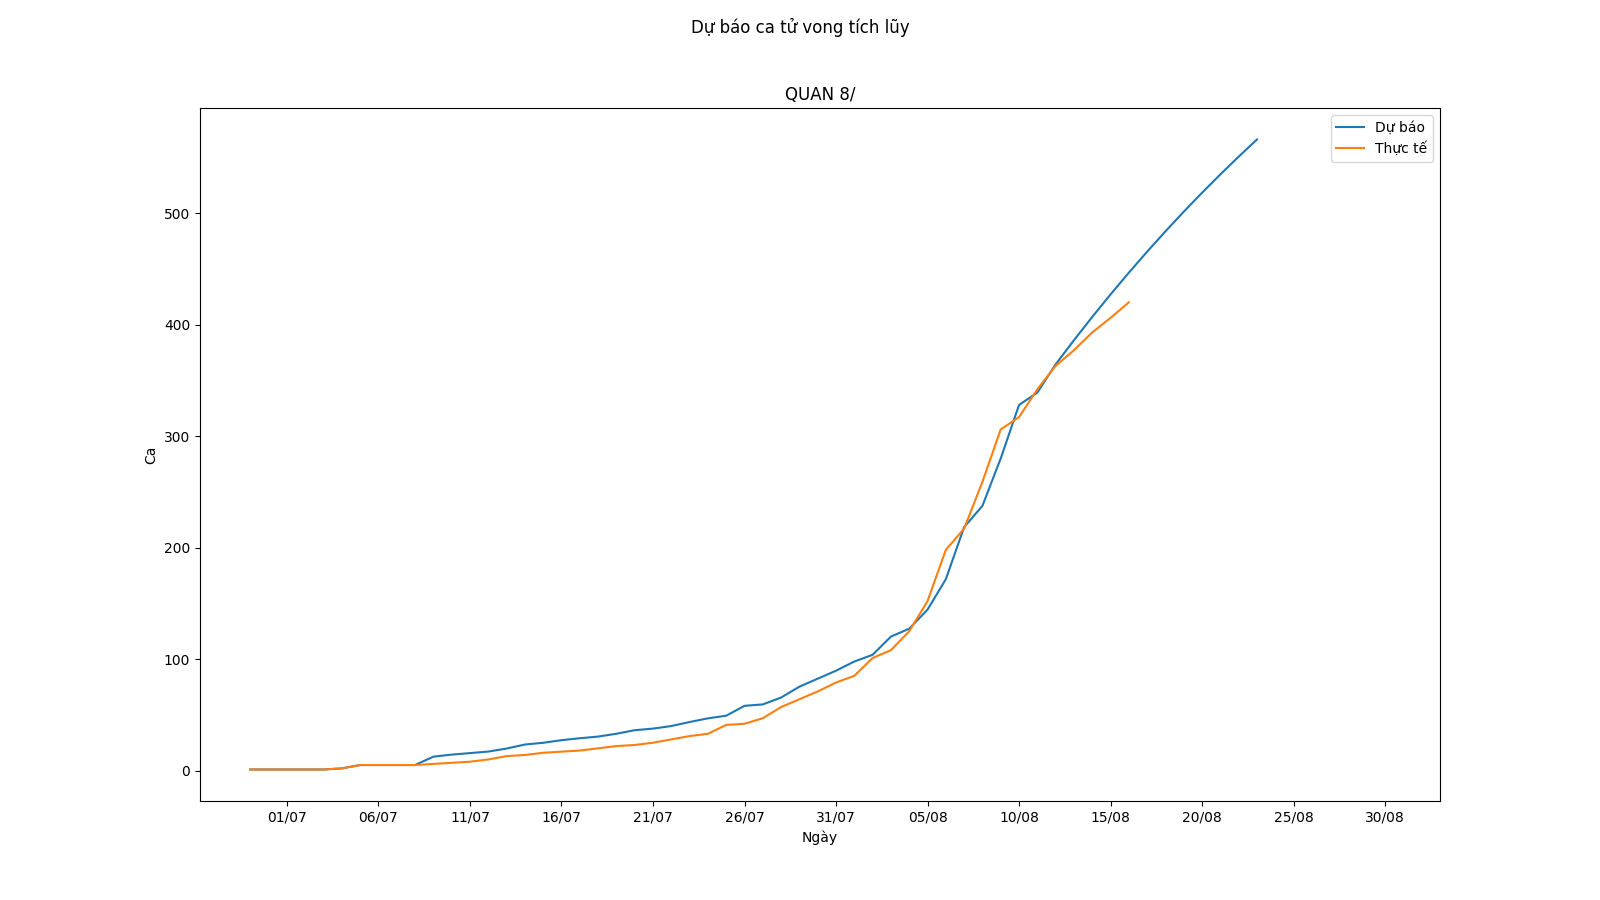 Dự báo ca tử vong tích lũy
QUAN 8/
Dự báo
Thực tế
500
400
300
200
100
0
Ca
01/07 06/07 11/07 16/07 21/07 26/07 31/07 05/08 10/08 15/08 20/08 25/08 30/08
Ngày